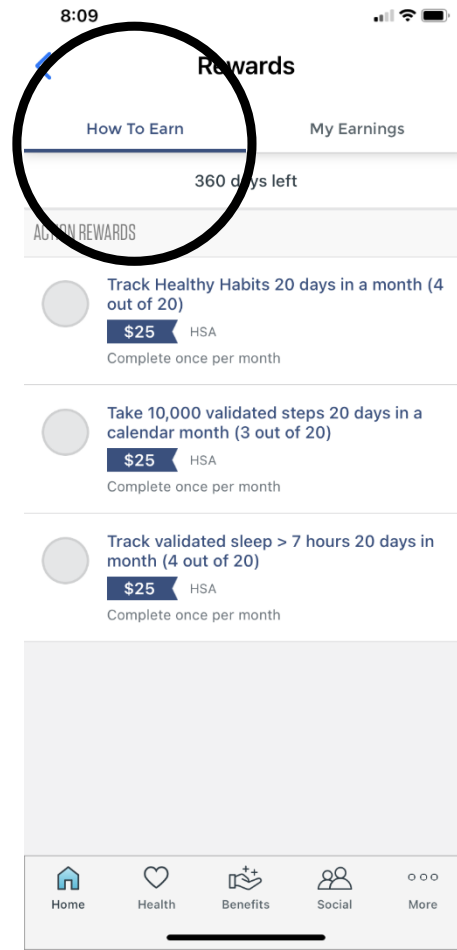 8:09
Rewards
How To Earn
My Earnings
360 days left
ACTION REWARDS
Track Healthy Habits 20 days in a month (4
out of 20)
$25 HSA
Complete once per month
Take 10,000 validated steps 20 days in a
calendar month (3 out of 20)
$25 HSA
Complete once per month
Track validated sleep > 7 hours 20 days in
month (4 out of 20)
$25 HSA
Complete once per month
Home
Health
Benefits
Social
More